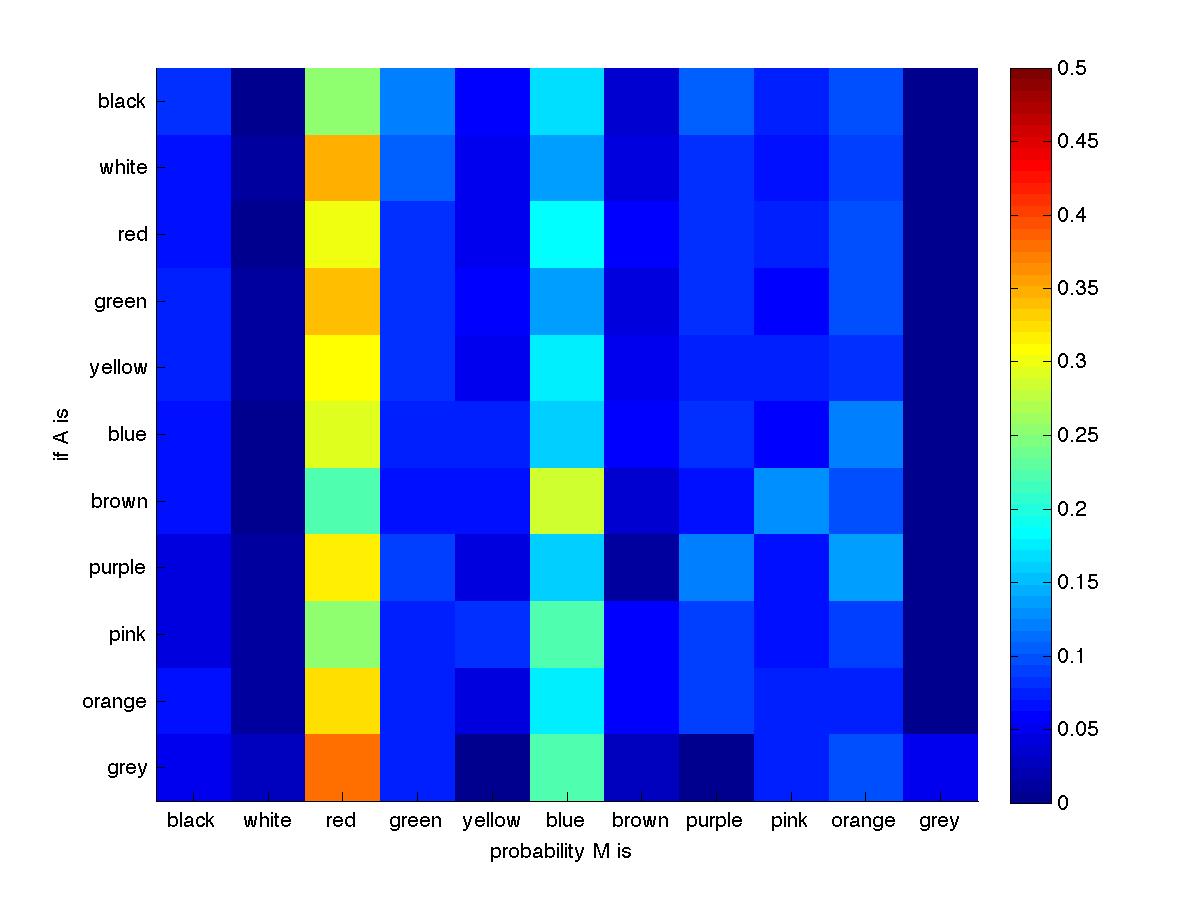 0.5
black
0.45
white
0.4
red
0.35
green
0.3
yellow
0.25
blue
if A is
0.2
brown
0.15
purple
0.1
pink
0.05
orange
grey
0
black white red green yellow blue brown purple pink orange grey
probability M is